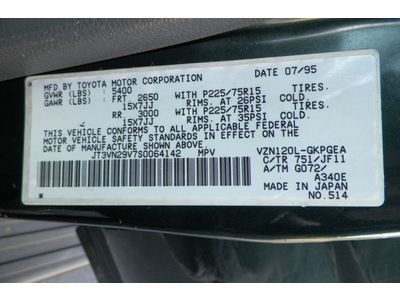 MFD BY TOYOTA MOTOR CORPORATION DATE 07/95
GVWR (LBS) 5400
GAWR (LBS) FRT 2650 WITH P225/75R15 TIRES.
15X7JJ RIMS. AT 26PSI COLD.
RR 3000 WITH P225/75R15 TIRES.
15X7JJ RIMS. AT 35PSI COLD.
THIS VEHICLE CONFORMS TO ALL APPLICABLE FEDERAL
MOTOR VEHICLE SAFETY STANDARDS IN EFFECT ON
THE DATE OF MANUFACTURE SHOWN ABOVE.
JT3VN29V7S0064142 MPV VZN120L-GKPGEA
C/TR 751/JF11
A/TM G072/
A340E
MADE IN JAPAN
NO.514